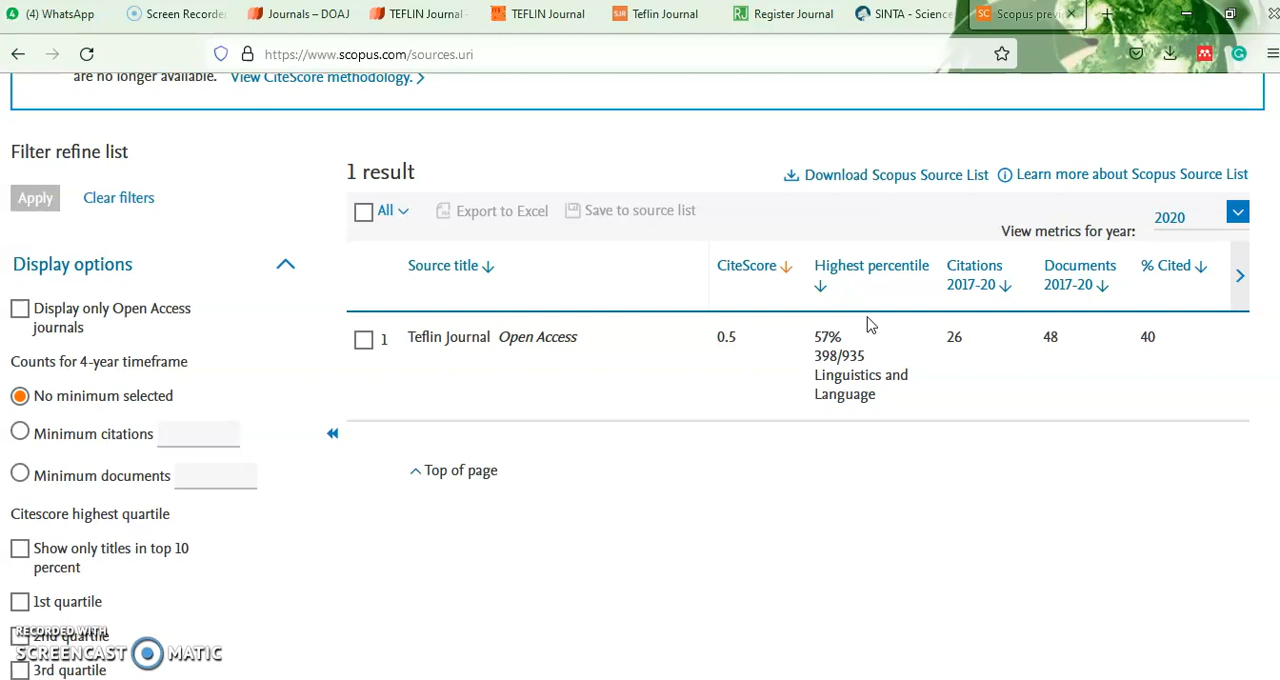 4) WhatsApp
Screen Recorde
Journals – DOAJ
TEFLIN Journal -
TEFLIN Journal
SJR
Teflin Journal
RJ
Register Journal
SINTA - Science
SC
Scopus previ
https://www.scopus.com/sources.uri
are no longer available. View CiteScore methodology. >
Filter refine list
Apply
Clear filters
1 result
Download Scopus Source List
Learn more about Scopus Source List
All
Export to Excel
Save to source list
View metrics for year:
2020
Display options
Source title
CiteScore
Highest percentile
Citations
2017-20
Documents
2017-20
% Cited
Display only Open Access
journals
1
Teflin Journal Open Access
0.5
57%
398/935
Linguistics and
Language
26
48
40
Counts for 4-year timeframe
No minimum selected
Minimum citations
Minimum documents
Top of page
Citescore highest quartile
Show only titles in top 10
percent
1st quartile
2nd quartile
3rd quartile
RECORDED WITH
SCREENCAST MATIC